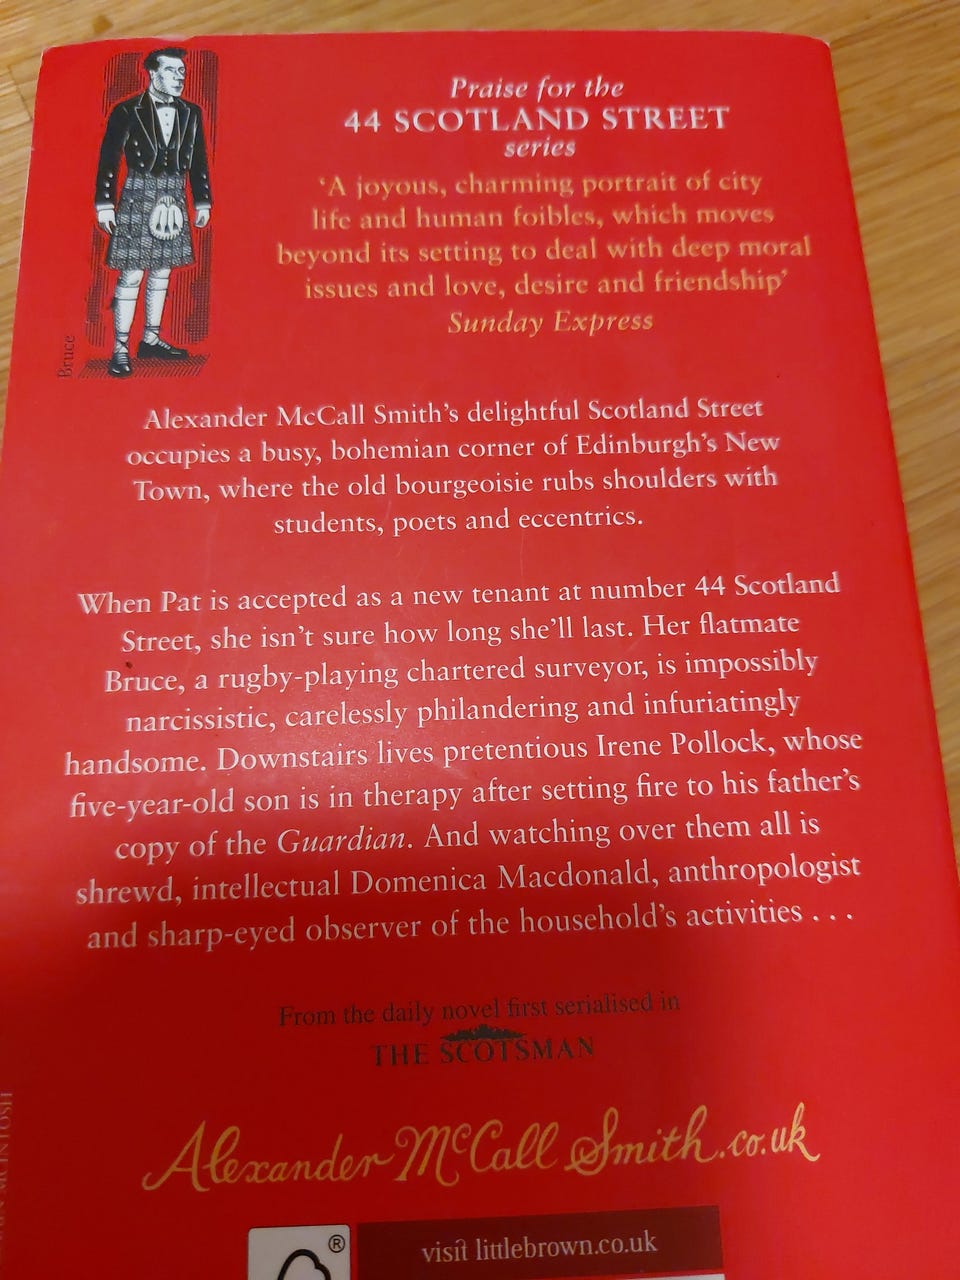 Praise for the
44 SCOTLAND STREET
series
‘A joyous, charming portrait of city
life and human foibles, which moves
beyond its setting to deal with deep moral
issues and love, desire and friendship’
Sunday Express
Bruce
Alexander McCall Smith’s delightful Scotland Street
occupies a busy, bohemian corner of Edinburgh’s New
Town, where the old bourgeoisie rubs shoulders with
students, poets and eccentrics.
When Pat is accepted as a new tenant at number 44 Scotland
Street, she isn’t sure how long she’ll last. Her flatmate
Bruce, a rugby-playing chartered surveyor, is impossibly
narcissistic, carelessly philandering and infuriatingly
handsome. Downstairs lives pretentious Irene Pollock, whose
five-year-old son is in therapy after setting fire to his father’s
copy of the Guardian. And watching over them all is
shrewd, intellectual Domenica Macdonald, anthropologist
and sharp-eyed observer of the household’s activities . . .
From the daily novel first serialised in
THE SCOTSMAN
Alexander McCall Smith.co.uk
®
visit littlebrown.co.uk